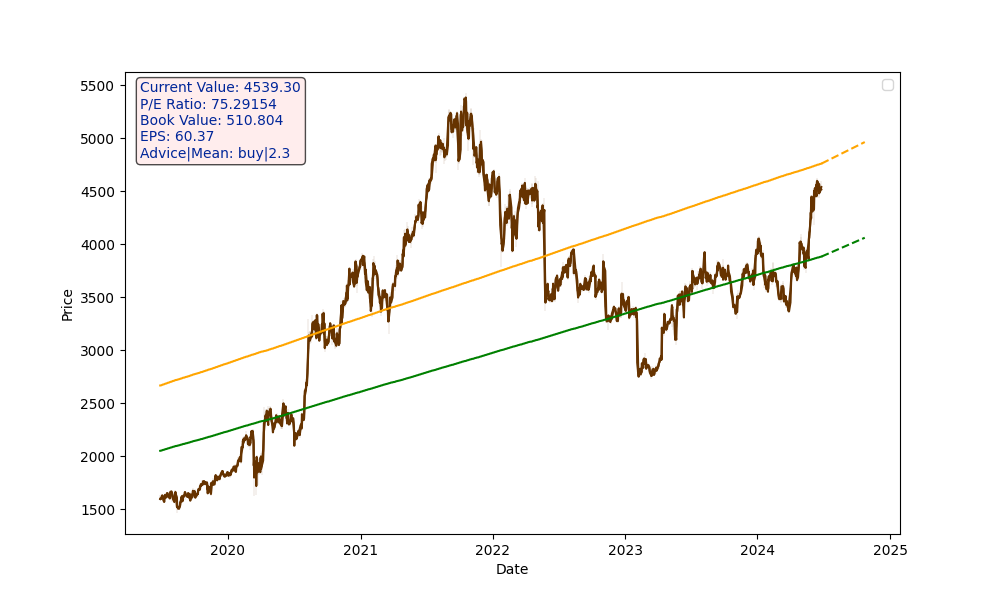 Current Value: 4539.30
P/E Ratio: 75.29154
Book Value: 510.804
EPS: 60.37
Advice|Mean: buy|2.3
5500
5000
4500
4000
3500
3000
2500
2000
1500
Price
2020 2021 2022 2023 2024 2025
Date